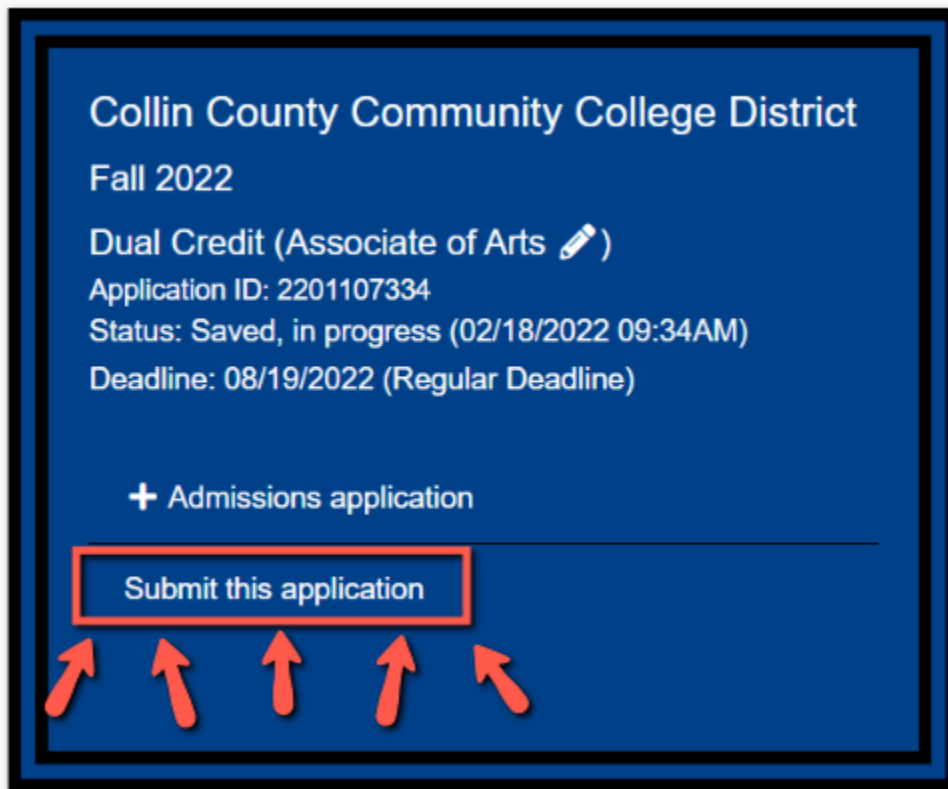 Collin County Community College District
Fall 2022
Dual Credit (Associate of Arts )
Application ID: 2201107334
Status: Saved, in progress (02/18/2022 09:34AM)
Deadline: 08/19/2022 (Regular Deadline)
+ Admissions application
Submit this application